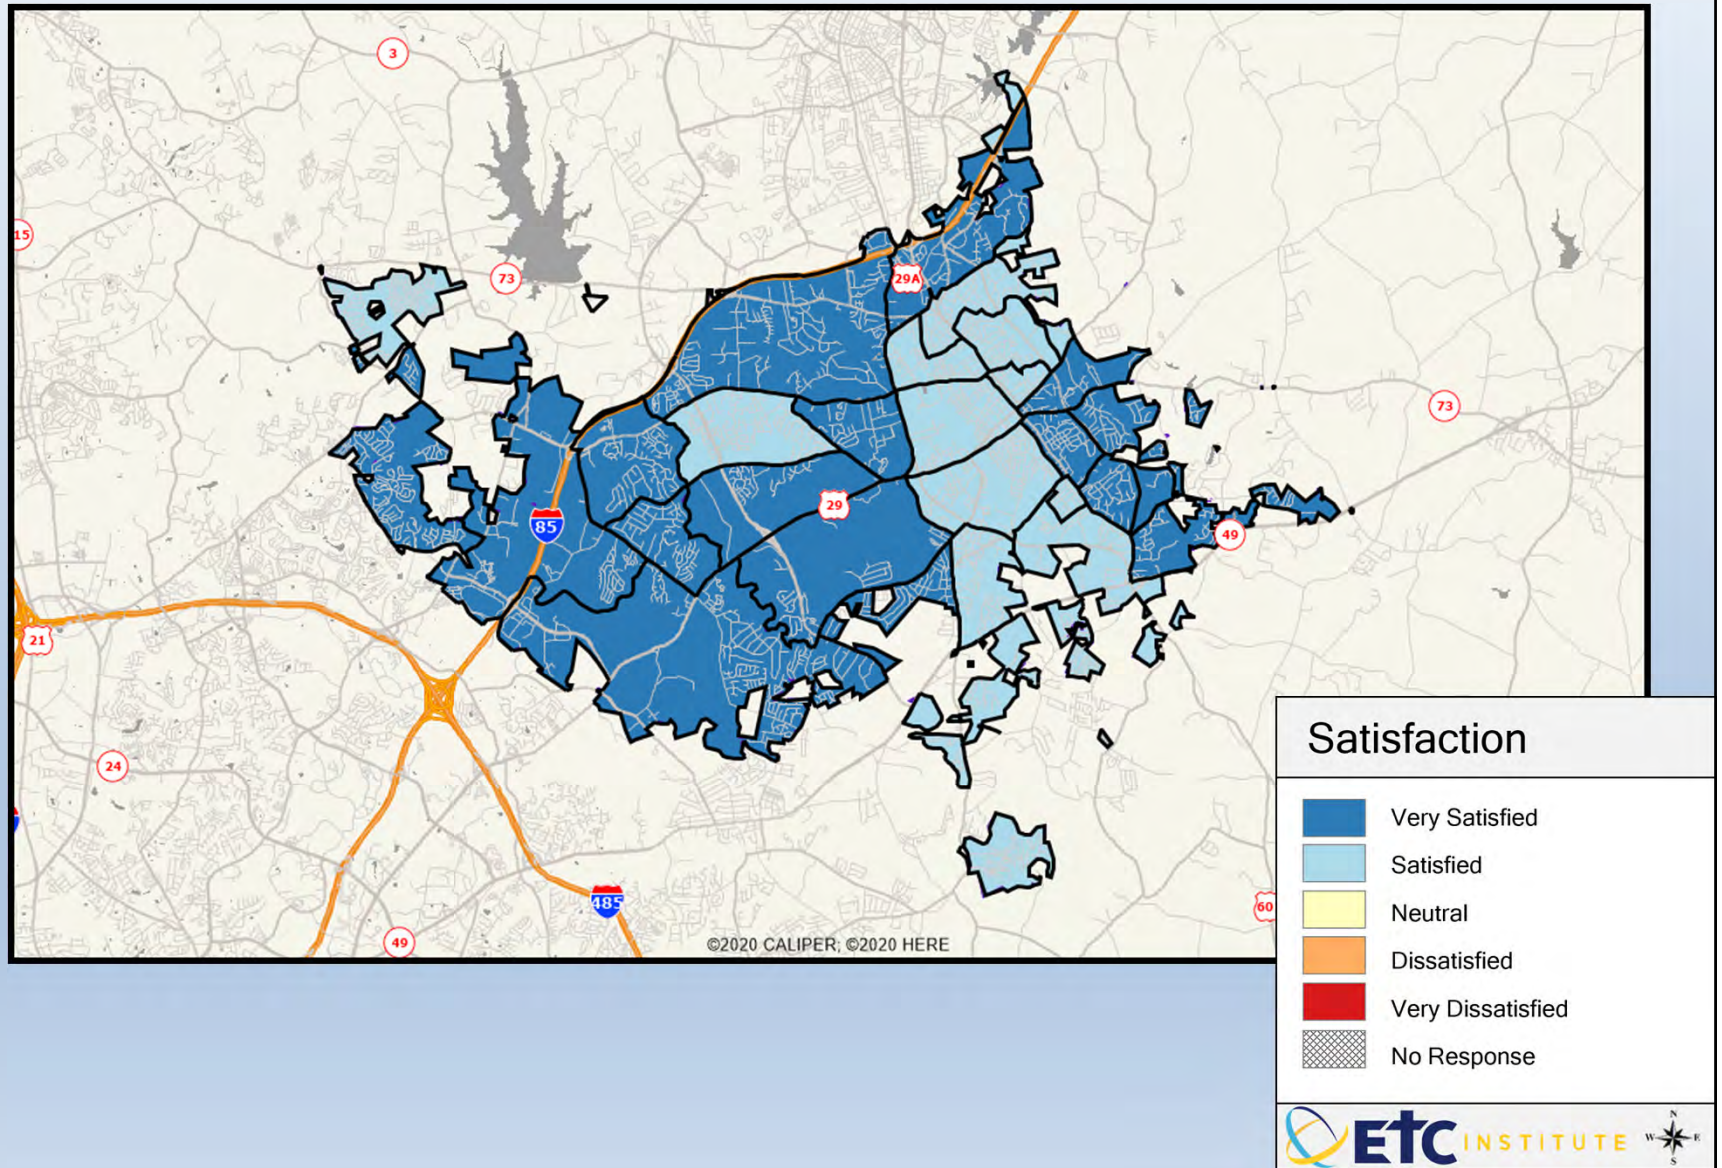 3
15
73
29A
73
29
85
49
21
24
485
60
49
©2020 CALIPER; ©2020 HERE
Satisfaction
Very Satisfied
Satisfied
Neutral
Dissatisfied
Very Dissatisfied
No Response
ETC INSTITUTE
N
W E
S